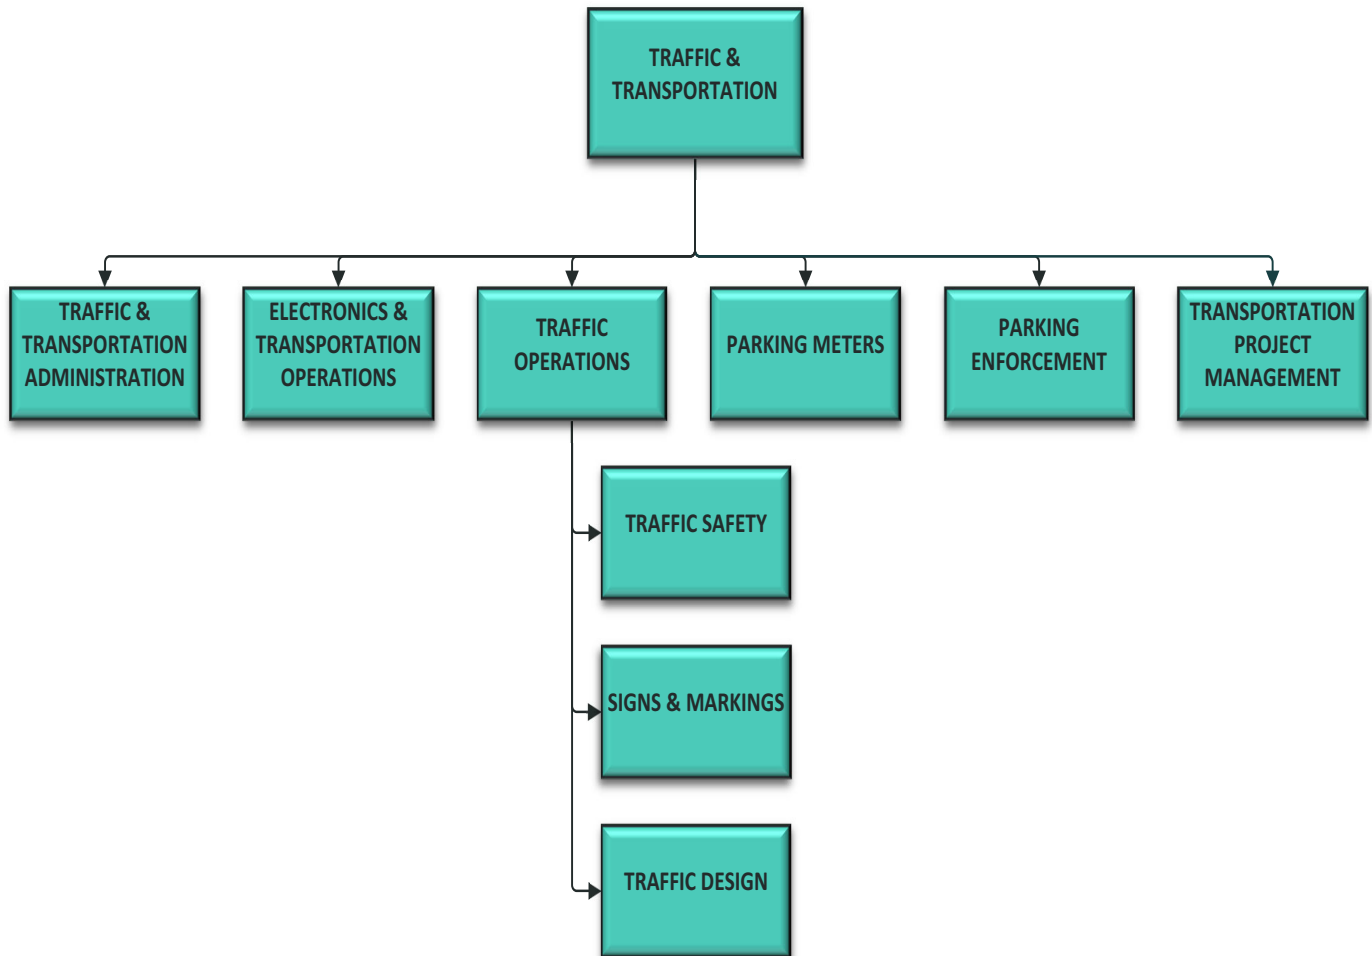 TRAFFIC &
TRANSPORTATION
TRAFFIC &
TRANSPORTATION
ADMINISTRATION
ELECTRONICS &
TRANSPORTATION
OPERATIONS
TRAFFIC
OPERATIONS
PARKING METERS
PARKING
ENFORCEMENT
TRANSPORTATION
PROJECT
MANAGEMENT
TRAFFIC SAFETY
SIGNS & MARKINGS
TRAFFIC DESIGN